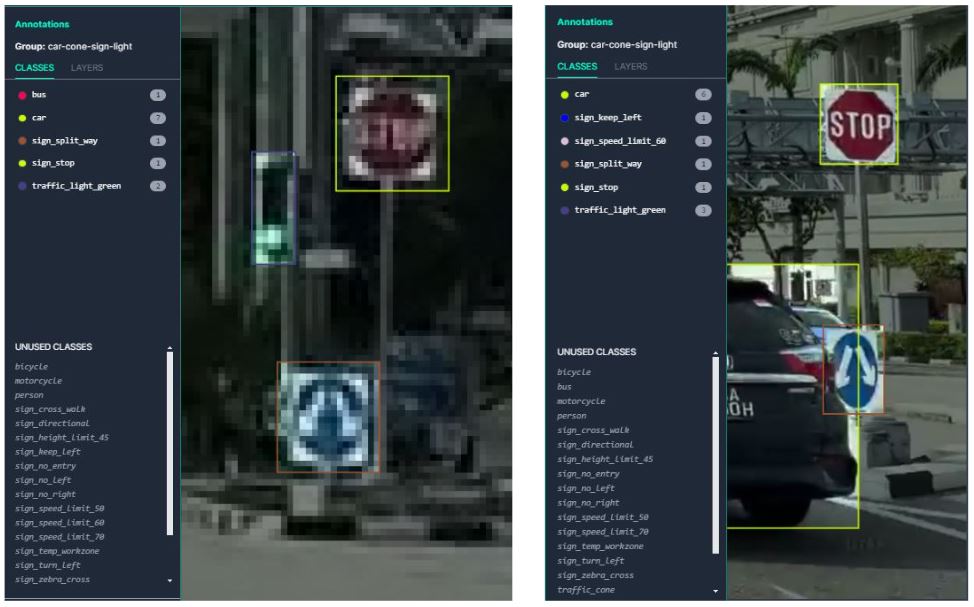 Annotations
Group: car-cone-sign-light
CLASSES LAYERS
bus 1
car 7
sign_split_way 1
sign_stop 1
traffic_light_green 2
UNUSED CLASSES
bicycle
motorcycle
person
sign_cross_walk
sign_directional
sign_height_limit_45
sign_keep_left
sign_no_entry
sign_no_left
sign_no_right
sign_speed_limit_50
sign_speed_limit_60
sign_speed_limit_70
sign_temp_workzone
sign_turn_left
sign_zebra_cross
Annotations
Group: car-cone-sign-light
CLASSES LAYERS
car 6
sign_keep_left 1
sign_speed_limit_60 1
sign_split_way 1
sign_stop 1
traffic_light_green 3
UNUSED CLASSES
bicycle
bus
motorcycle
person
sign_cross_walk
sign_directional
sign_height_limit_45
sign_no_entry
sign_no_left
sign_no_right
sign_speed_limit_50
sign_speed_limit_70
sign_temp_workzone
sign_turn_left
sign_zebra_cross
traffic_cone
STOP